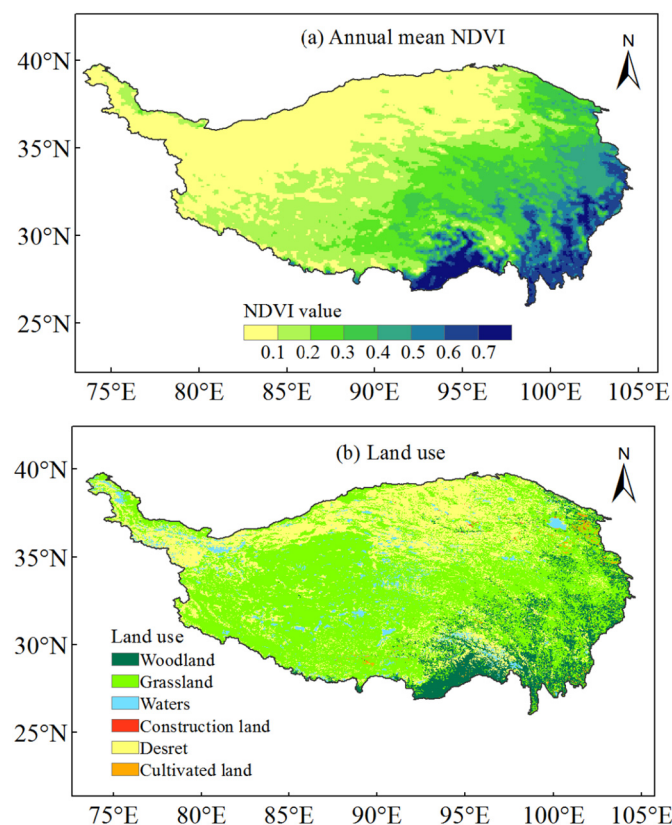 (a) Annual mean NDVI
N
40°N
35°N
30°N
25°N
NDVI value
0.1 0.2 0.3 0.4 0.5 0.6 0.7
75°E 80°E 85°E 90°E 95°E 100°E 105°E
(b) Land use
N
40°N
35°N
30°N
25°N
Land use
Woodland
Grassland
Waters
Construction land
Desret
Cultivated land
75°E 80°E 85°E 90°E 95°E 100°E 105°E